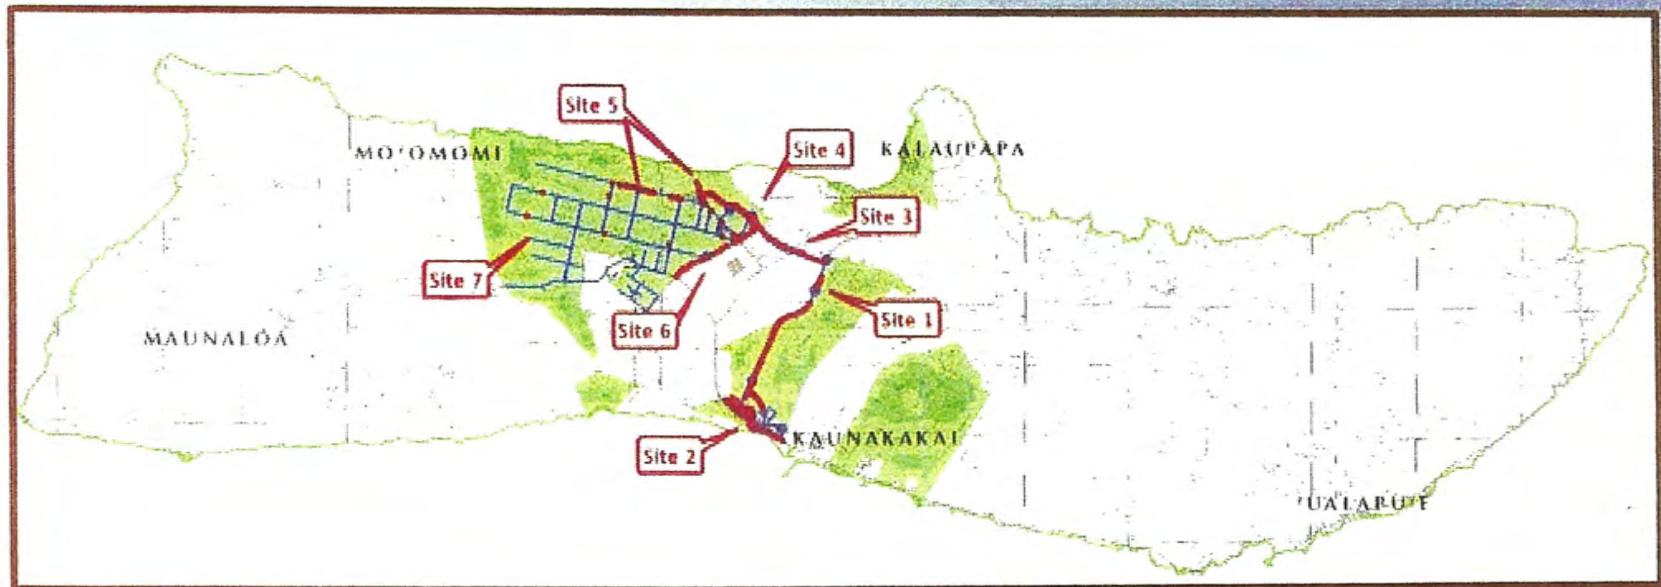 Site 5
MO'OMOMI
Site 4
KALAUPAPA
Site 3
Site 7
Site 6
Site 1
MAUNALOA
Site 2
KAUNAKAKAI
'UALAPU'E